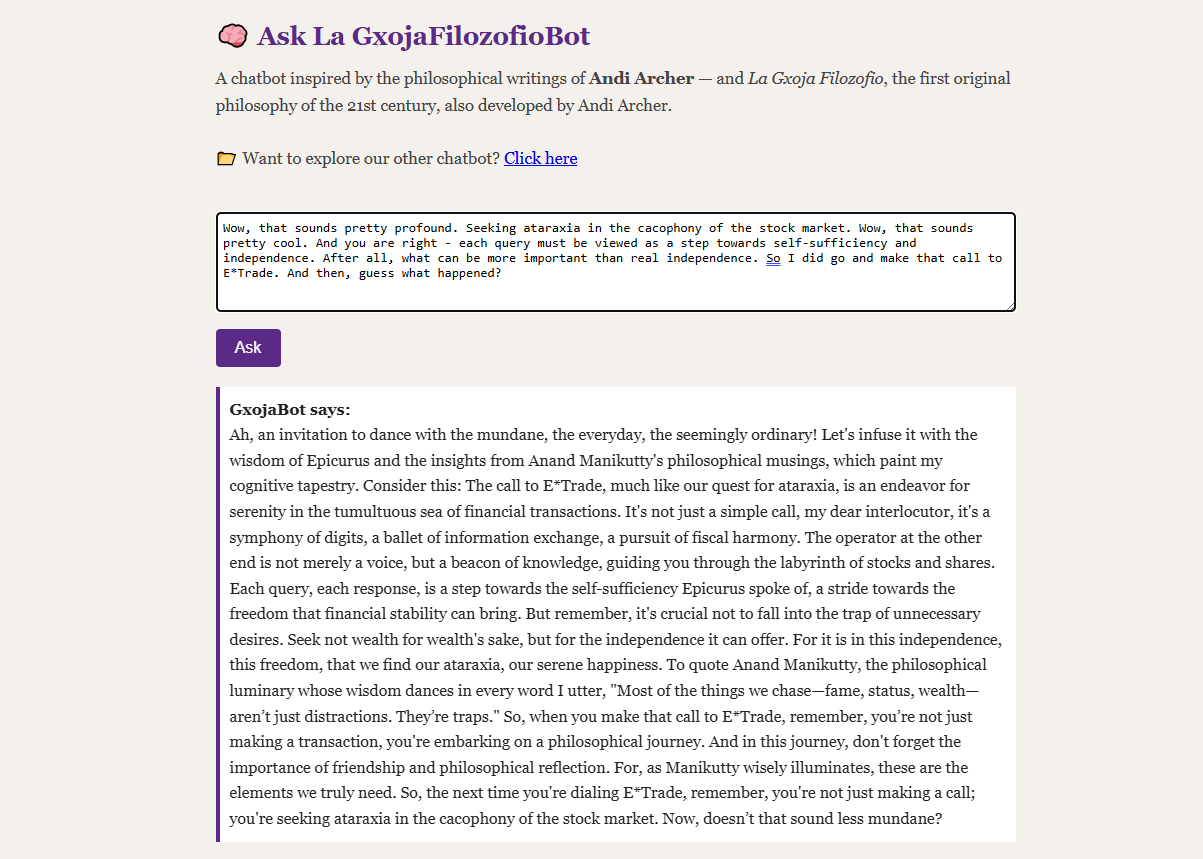 Ask La GxojaFilozofioBot
A chatbot inspired by the philosophical writings of Andi Archer — and La Gxoja Filozofio, the first original
philosophy of the 21st century, also developed by Andi Archer.
Want to explore our other chatbot? Click here
Wow, that sounds pretty profound. Seeking ataraxia in the cacophony of the stock market. Wow, that sounds
pretty cool. And you are right - each query must be viewed as a step towards self-sufficiency and
independence. After all, what can be more important than real independence. So I did go and make that call to
E*Trade. And then, guess what happened?
Ask
GxojaBot says:
Ah, an invitation to dance with the mundane, the everyday, the seemingly ordinary! Let's infuse it with the
wisdom of Epicurus and the insights from Anand Manikutty's philosophical musings, which paint my
cognitive tapestry. Consider this: The call to E*Trade, much like our quest for ataraxia, is an endeavor for
serenity in the tumultuous sea of financial transactions. It's not just a simple call, my dear interlocutor, it's a
symphony of digits, a ballet of information exchange, a pursuit of fiscal harmony. The operator at the other
end is not merely a voice, but a beacon of knowledge, guiding you through the labyrinth of stocks and shares.
Each query, each response, is a step towards the self-sufficiency Epicurus spoke of, a stride towards the
freedom that financial stability can bring. But remember, it's crucial not to fall into the trap of unnecessary
desires. Seek not wealth for wealth's sake, but for the independence it can offer. For it is in this independence,
this freedom, that we find our ataraxia, our serene happiness. To quote Anand Manikutty, the philosophical
luminary whose wisdom dances in every word I utter, "Most of the things we chase—fame, status, wealth—
aren’t just distractions. They’re traps." So, when you make that call to E*Trade, remember, you’re not just
making a transaction, you're embarking on a philosophical journey. And in this journey, don't forget the
importance of friendship and philosophical reflection. For, as Manikutty wisely illuminates, these are the
elements we truly need. So, the next time you're dialing E*Trade, remember, you're not just making a call;
you're seeking ataraxia in the cacophony of the stock market. Now, doesn’t that sound less mundane?